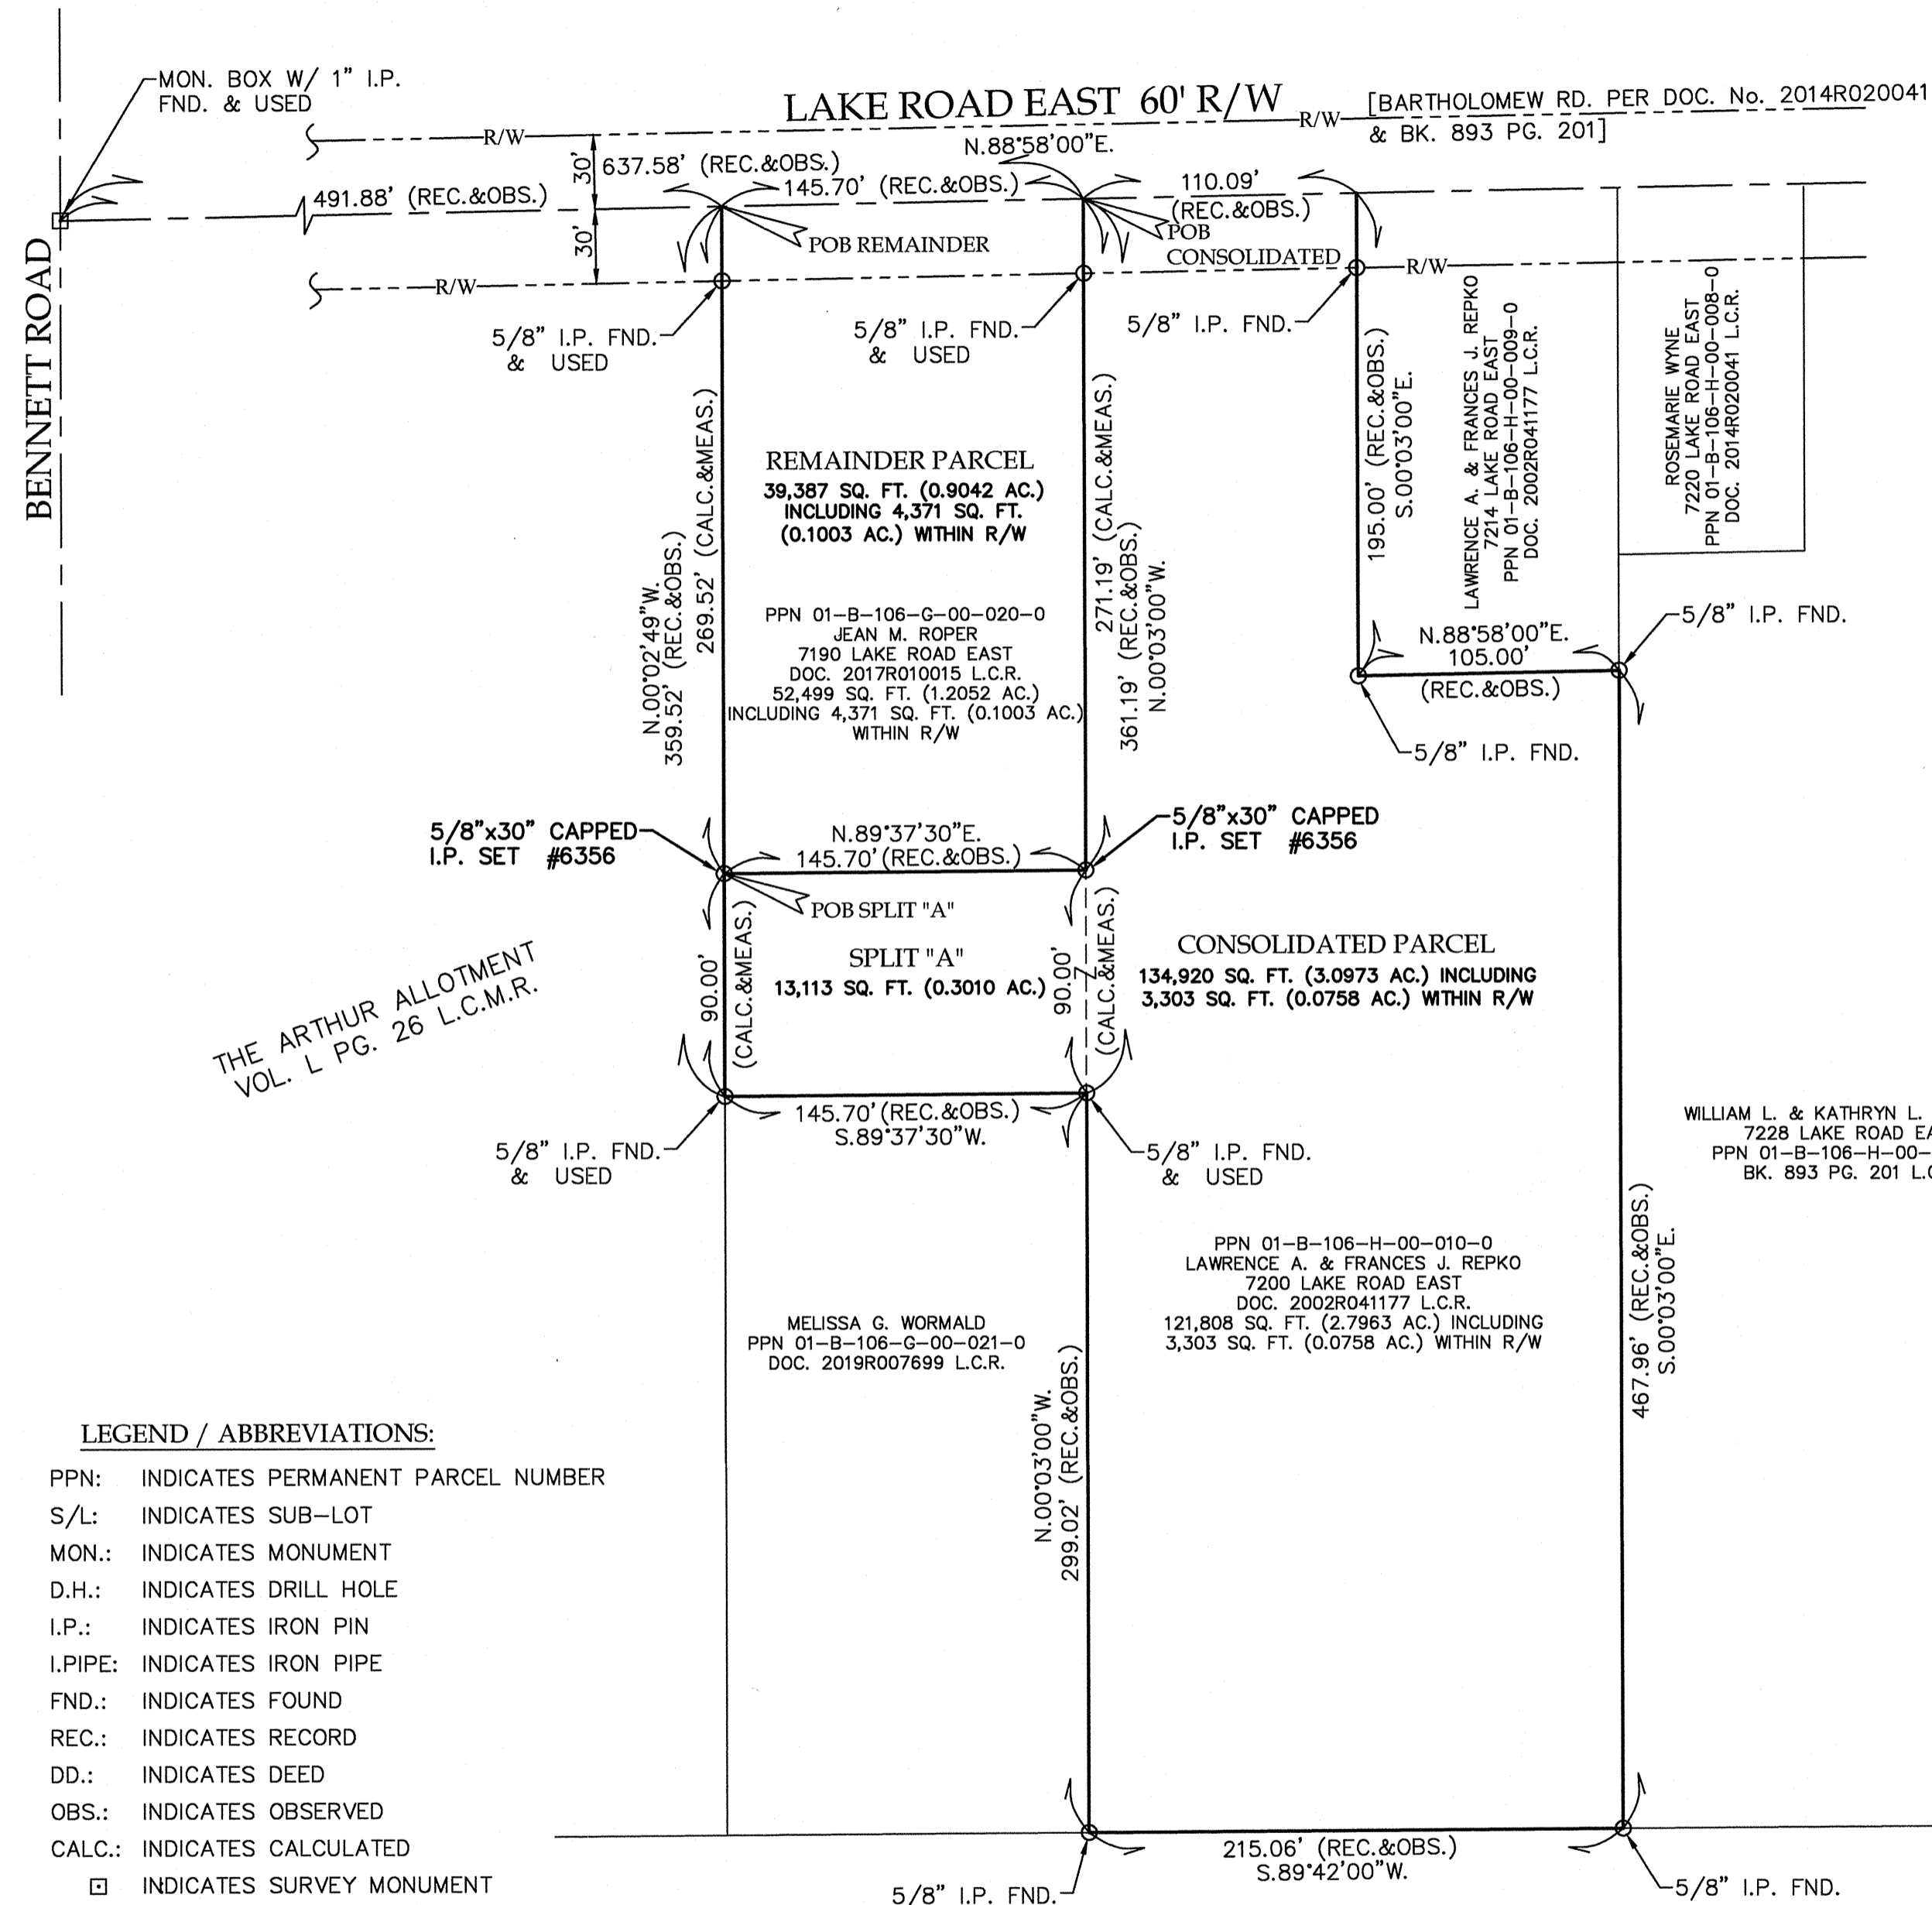 MON. BOX W/ 1" I.P.
FND. & USED
LAKE ROAD EAST 60' R/W
[BARTHOLOMEW RD. PER DOC. No. 2014R020041
& BK. 893 PG. 201]
R/W
R/W
N.88°58'00"E.
30'
637.58' (REC.&OBS.)
491.88' (REC.&OBS.)
145.70' (REC.&OBS.)
110.09'
(REC.&OBS.)
30'
POB REMAINDER
POB
CONSOLIDATED
R/W
R/W
BENNETT ROAD
5/8" I.P. FND.
& USED
5/8" I.P. FND.
& USED
5/8" I.P. FND.
N.00°02'49"W.
359.52' (REC.&OBS.)
269.52' (CALC.&MEAS.)
REMAINDER PARCEL
39,387 SQ. FT. (0.9042 AC.)
INCLUDING 4,371 SQ. FT.
(0.1003 AC.) WITHIN R/W
PPN 01-B-106-G-00-020-0
JEAN M. ROPER
7190 LAKE ROAD EAST
DOC. 2017R010015 L.C.R.
52,499 SQ. FT. (1.2052 AC.)
INCLUDING 4,371 SQ. FT. (0.1003 AC.)
WITHIN R/W
271.19' (CALC.&MEAS.)
361.19' (REC.&OBS.)
N.00°03'00"W.
195.00' (REC.&OBS.)
S.00°03'00"E.
LAWRENCE A. & FRANCES J. REPKO
7214 LAKE ROAD EAST
PPN 01-B-106-H-00-009-0
DOC. 2002R041177 L.C.R.
ROSEMARIE WYNE
7220 LAKE ROAD EAST
PPN 01-B-106-H-00-008-0
DOC. 2014R020041 L.C.R.
5/8" I.P. FND.
N.88°58'00"E.
105.00'
(REC.&OBS.)
5/8" I.P. FND.
5/8"x30" CAPPED
I.P. SET #6356
N.89°37'30"E.
145.70'(REC.&OBS.)
5/8"x30" CAPPED
I.P. SET #6356
POB SPLIT "A"
THE ARTHUR ALLOTMENT
VOL. L PG. 26 L.C.M.R.
90.00'
(CALC.&MEAS.)
SPLIT "A"
13,113 SQ. FT. (0.3010 AC.)
90.00'
Z
(CALC.&MEAS.)
CONSOLIDATED PARCEL
134,920 SQ. FT. (3.0973 AC.) INCLUDING
3,303 SQ. FT. (0.0758 AC.) WITHIN R/W
145.70'(REC.&OBS.)
S.89°37'30"W.
5/8" I.P. FND.
& USED
5/8" I.P. FND.
& USED
WILLIAM L. & KATHRYN L.
7228 LAKE ROAD EA
PPN 01-B-106-H-00-
BK. 893 PG. 201 L.C
467.96' (REC.&OBS.)
S.00°03'00"E.
PPN 01-B-106-H-00-010-0
LAWRENCE A. & FRANCES J. REPKO
7200 LAKE ROAD EAST
DOC. 2002R041177 L.C.R.
121,808 SQ. FT. (2.7963 AC.) INCLUDING
3,303 SQ. FT. (0.0758 AC.) WITHIN R/W
MELISSA G. WORMALD
PPN 01-B-106-G-00-021-0
DOC. 2019R007699 L.C.R.
N.00°03'00"W.
299.02' (REC.&OBS.)
LEGEND / ABBREVIATIONS:
PPN: INDICATES PERMANENT PARCEL NUMBER
S/L: INDICATES SUB-LOT
MON.: INDICATES MONUMENT
D.H.: INDICATES DRILL HOLE
I.P.: INDICATES IRON PIN
I.PIPE: INDICATES IRON PIPE
FND.: INDICATES FOUND
REC.: INDICATES RECORD
DD.: INDICATES DEED
OBS.: INDICATES OBSERVED
CALC.: INDICATES CALCULATED
INDICATES SURVEY MONUMENT
215.06' (REC.&OBS.)
S.89°42'00"W.
5/8" I.P. FND.
5/8" I.P. FND.